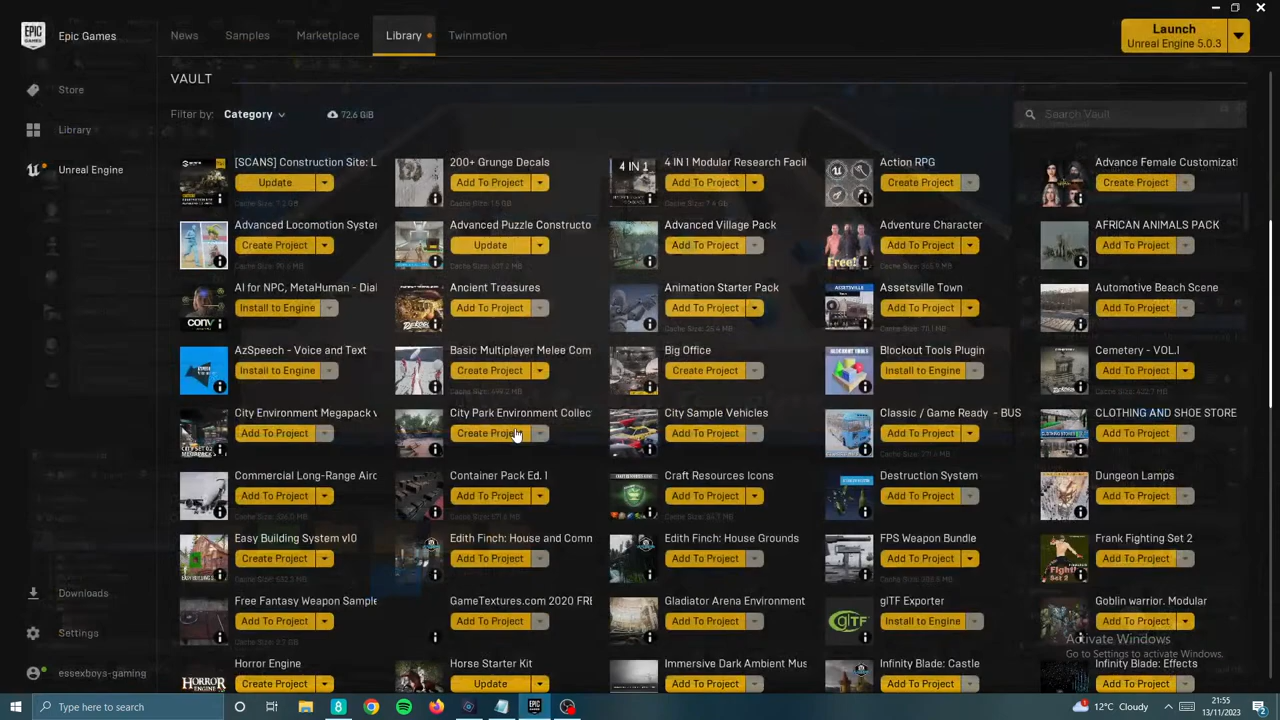 EPIC GAMES
Epic Games
News
Samples
Marketplace
Library
Twinmotion
Launch
Unreal Engine 5.0.3
Store
Library
Unreal Engine
Downloads
Settings
essexboys-gaming
VAULT
Filter by:
Category
72.6 GiB
Search Vault
[SCANS] Construction Site: L
Update
200+ Grunge Decals
Add To Project
4 IN 1
4 IN 1 Modular Research Facil
Add To Project
Action RPG
Create Project
Advance Female Customizati
Create Project
Advanced Locomotion Syste
Create Project
Advanced Puzzle Constructo
Update
Advanced Village Pack
Add To Project
Free!
Adventure Character
Add To Project
AFRICAN ANIMALS PACK
Add To Project
CONV
AI for NPC, MetaHuman - Dial
Install to Engine
Ancient Treasures
Add To Project
Animation Starter Pack
Add To Project
ASSETSVILLE
Assetsville Town
Add To Project
Automotive Beach Scene
Add To Project
AzSpeech - Voice and Text
Install to Engine
Basic Multiplayer Melee Com
Create Project
Big Office
Create Project
Blockout Tools Plugin
Install to Engine
Cemetery - VOL.1
Add To Project
City Environment Megapack v
Add To Project
City Park Environment Collec
Create Project
City Sample Vehicles
Add To Project
Classic / Game Ready - BUS
Add To Project
CLOTHING AND SHOE STORE
Add To Project
Commercial Long-Range Airc
Add To Project
Container Pack Ed. 1
Add To Project
Craft Resources Icons
Add To Project
Destruction System
Add To Project
Dungeon Lamps
Add To Project
Easy Building System v10
Create Project
Edith Finch: House and Comm
Add To Project
Edith Finch: House Grounds
Add To Project
FPS Weapon Bundle
Add To Project
Frank Fighting Set 2
Add To Project
Free Fantasy Weapon Sample
Add To Project
GameTextures.com 2020 FRE
Add To Project
Gladiator Arena Environment
Add To Project
glTF
glTF Exporter
Install to Engine
Goblin warrior. Modular
Add To Project
HORROR
Horror Engine
Create Project
Horse Starter Kit
Update
Immersive Dark Ambient Mus
Add To Project
Infinity Blade: Castle
Add To Project
Infinity Blade: Effects
Add To Project
Activate Windows
Go to Settings to activate Windows.
Type here to search
12°C Cloudy
21:55
13/11/2023